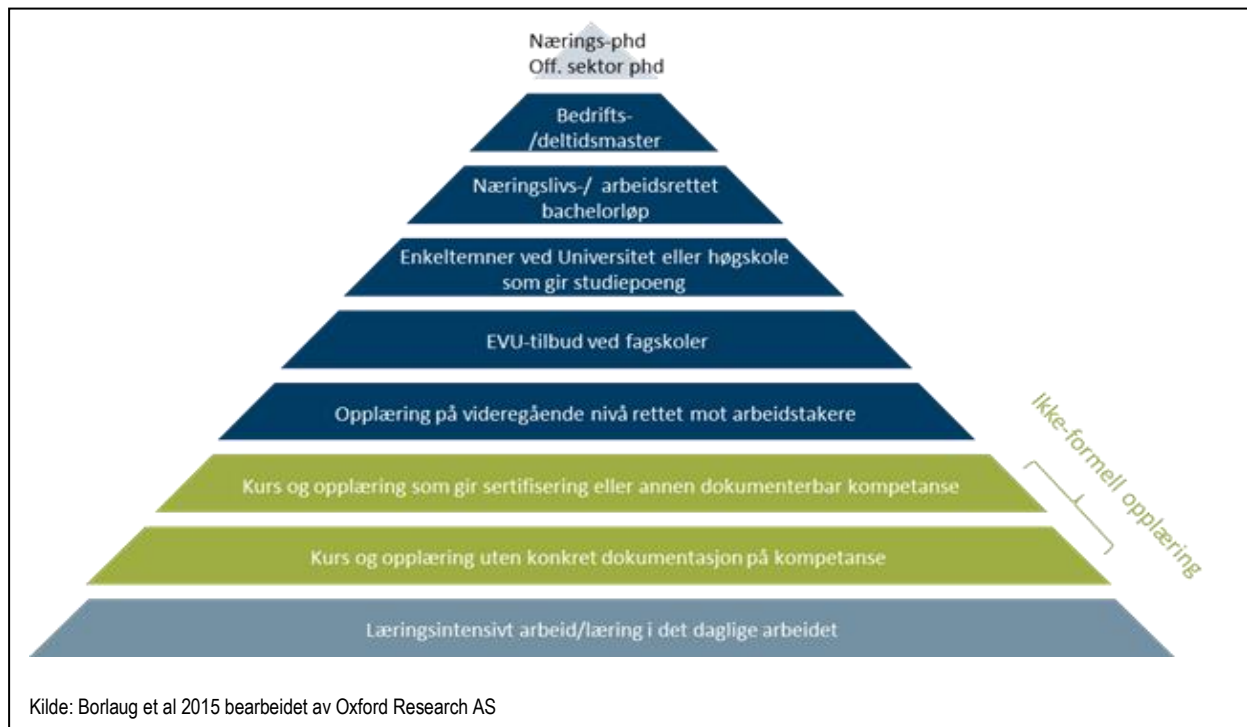 Nærings-phd
Off. sektor phd
Bedrifts-
/deltidsmaster
Næringslivs-/ arbeidsrettet
bachelorløp
Enkeltemner ved Universitet eller høgskole
som gir studiepoeng
EVU-tilbud ved fagskoler
Opplæring på videregående nivå rettet mot arbeidstakere
Kurs og opplæring som gir sertifisering eller annen dokumenterbar kompetanse
Ikke-formell opplæring
Kurs og opplæring uten konkret dokumentasjon på kompetanse
Læringsintensivt arbeid/læring i det daglige arbeidet
Kilde: Borlaug et al 2015 bearbeidet av Oxford Research AS